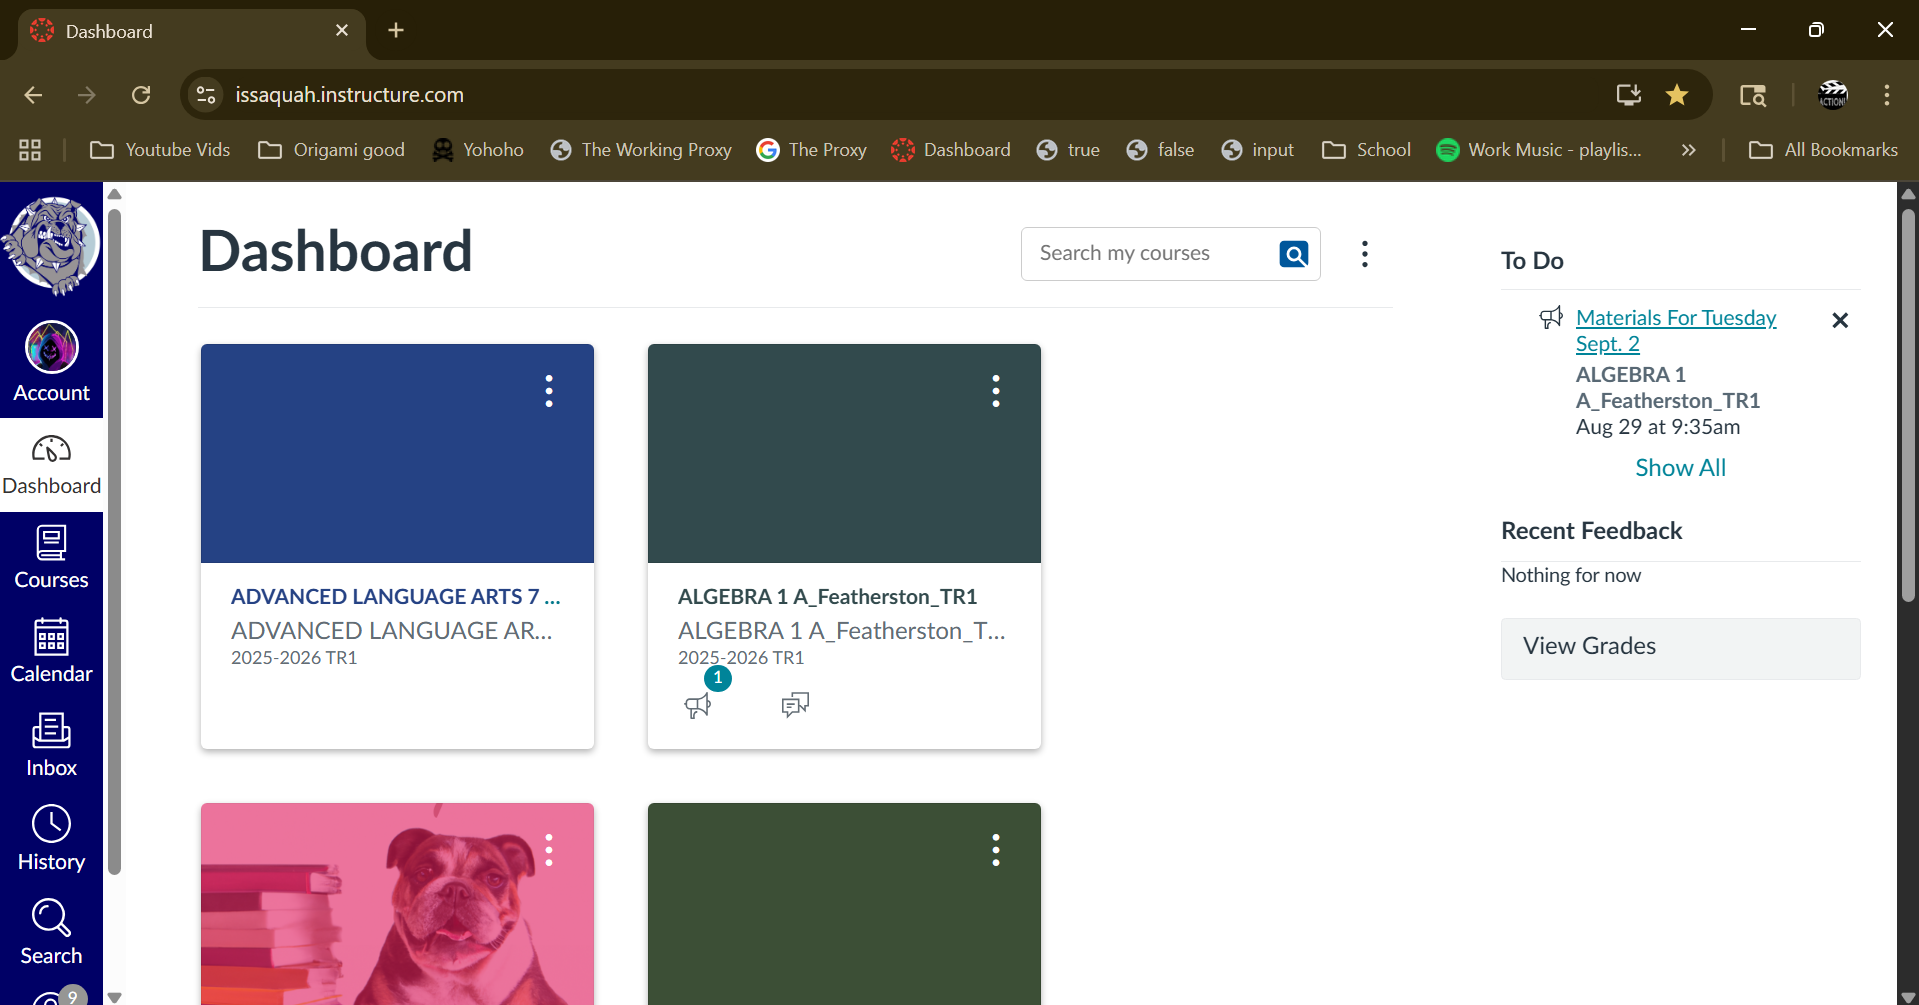 Dashboard
issaquah.instructure.com
ACTION!
Youtube Vids
Origami good
Yohoho
The Working Proxy
The Proxy
Dashboard
true
false
input
School
Work Music - playlis...
All Bookmarks
Account
Dashboard
Courses
Calendar
Inbox
History
Search
9
Dashboard
Search my courses
ADVANCED LANGUAGE ARTS 7 ...
ADVANCED LANGUAGE AR...
2025-2026 TR1
ALGEBRA 1 A_Featherston_TR1
ALGEBRA 1 A_Featherston_T...
2025-2026 TR1
1
To Do
Materials For Tuesday
Sept. 2
ALGEBRA 1
A_Featherston_TR1
Aug 29 at 9:35am
Show All
Recent Feedback
Nothing for now
View Grades